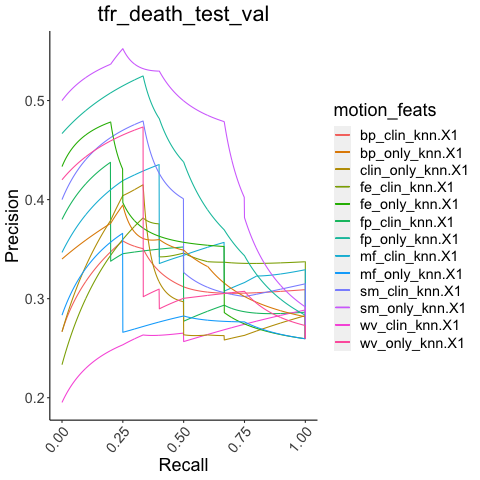 tfr_death_test_val
Precision
0.5
0.4
0.3
0.2
0.00
0.25
0.50
0.75
1.00
Recall
motion_feats
bp_clin_knn.X1
bp_only_knn.X1
clin_only_knn.X1
fe_clin_knn.X1
fe_only_knn.X1
fp_clin_knn.X1
fp_only_knn.X1
mf_clin_knn.X1
mf_only_knn.X1
sm_clin_knn.X1
sm_only_knn.X1
wv_clin_knn.X1
wv_only_knn.X1